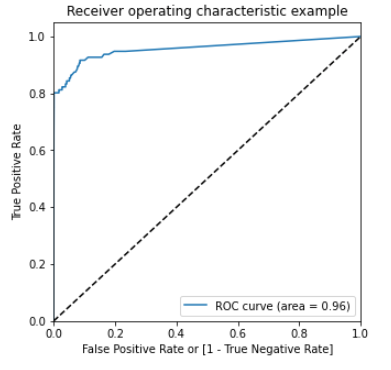 Receiver operating characteristic example
1.0
0.8
0.6
0.4
0.2
0.0
True Positive Rate
ROC curve (area = 0.96)
0.0 0.2 0.4 0.6 0.8 1.0
False Positive Rate or [1 - True Negative Rate]